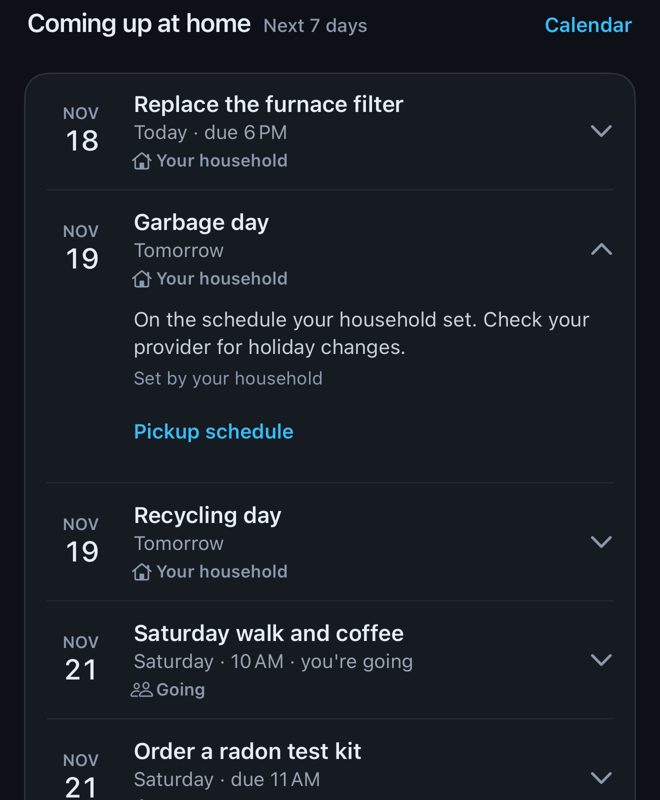 Coming up at home Next 7 days Calendar
NOV
18
Replace the furnace filter
Today · due 6 PM
Your household
NOV
19
Garbage day
Tomorrow
Your household
On the schedule your household set. Check your
provider for holiday changes.
Set by your household
Pickup schedule
NOV
19
Recycling day
Tomorrow
Your household
NOV
21
Saturday walk and coffee
Saturday · 10 AM · you're going
Going
NOV
21
Order a radon test kit
Saturday · due 11 AM